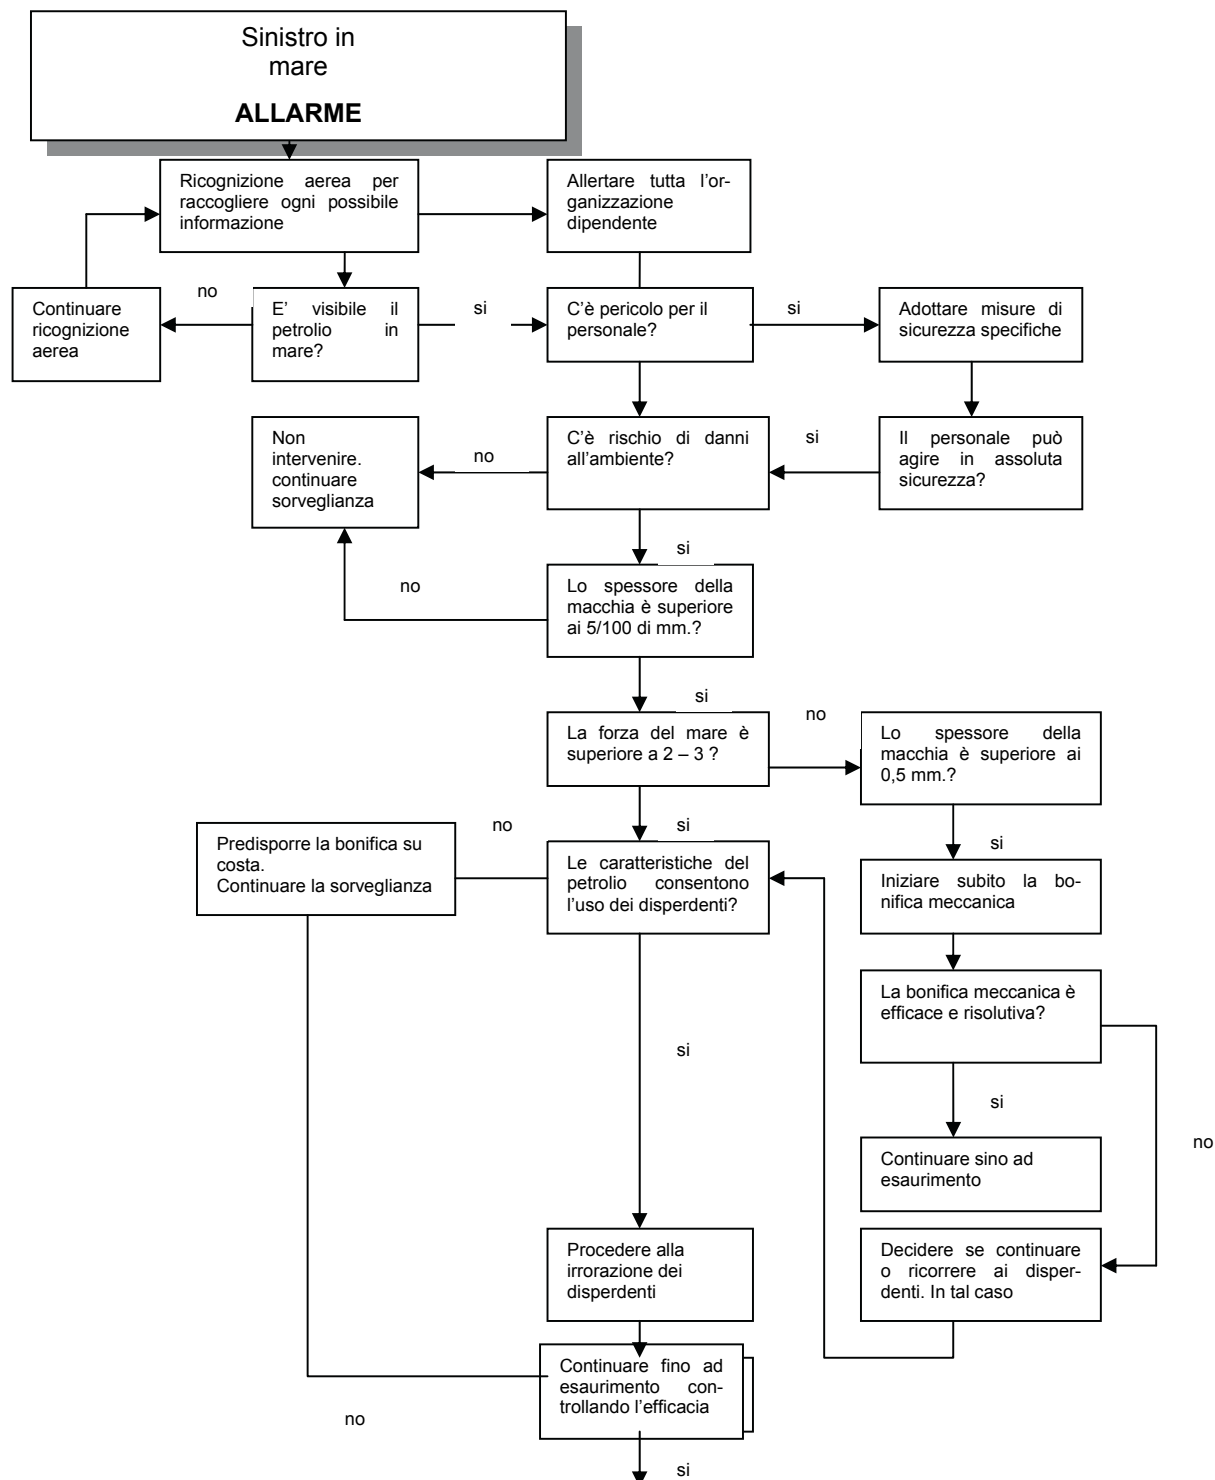 Sinistro in
mare
ALLARME
Ricognizione aerea per
raccogliere ogni possibile
informazione
Allertare tutta l’or-
ganizzazione
dipendente
no
si
si
Continuare
ricognizione
aerea
E’ visibile il
petrolio in
mare?
C’è pericolo per il
personale?
Adottare misure di
sicurezza specifiche
Non
intervenire.
continuare
sorveglianza
no
C’è rischio di danni
all’ambiente?
si
Il personale può
agire in assoluta
sicurezza?
si
no
Lo spessore della
macchia è superiore
ai 5/100 di mm.?
si
no
La forza del mare è
superiore a 2 – 3 ?
Lo spessore della
macchia è superiore ai
0,5 mm.?
no
si
si
Predisporre la bonifica su
costa.
Continuare la sorveglianza
Le caratteristiche del
petrolio consentono
l’uso dei disperdenti?
Iniziare subito la bo-
nifica meccanica
La bonifica meccanica è
efficace e risolutiva?
si
si
no
Continuare sino ad
esaurimento
Procedere alla
irrorazione dei
disperdenti
Decidere se continuare
o ricorrere ai disper-
denti. In tal caso
Continuare fino ad
esaurimento con-
trollando l’efficacia
no
si